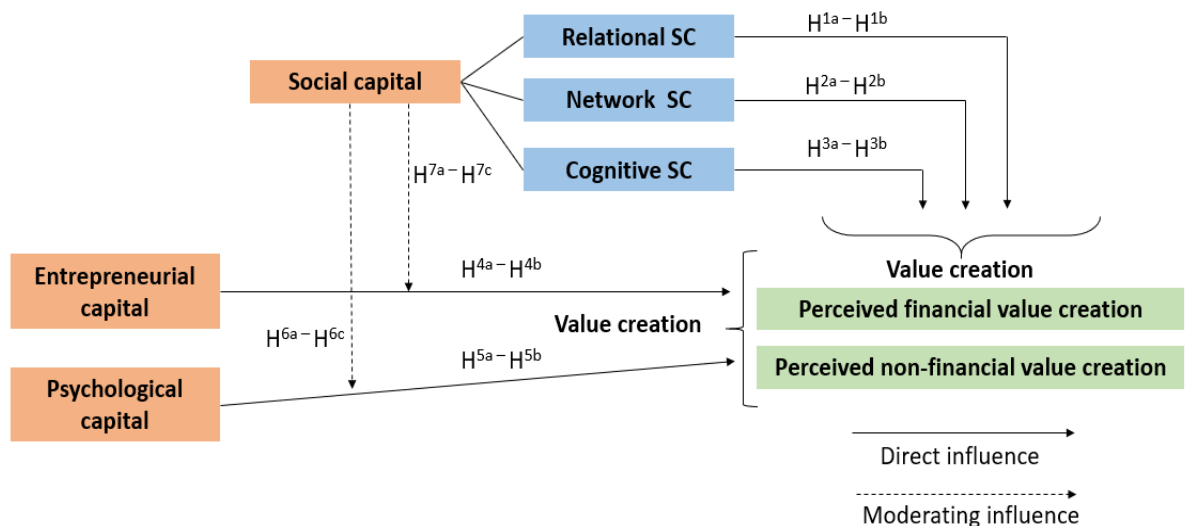 Relational SC
H1a – H1b
Social capital
Network SC
H2a – H2b
Cognitive SC
H3a – H3b
H7a – H7c
Entrepreneurial
capital
H4a – H4b
Value creation
Perceived financial value creation
Value creation
H6a – H6c
H5a – H5b
Perceived non-financial value creation
Psychological
capital
Direct influence
Moderating influence